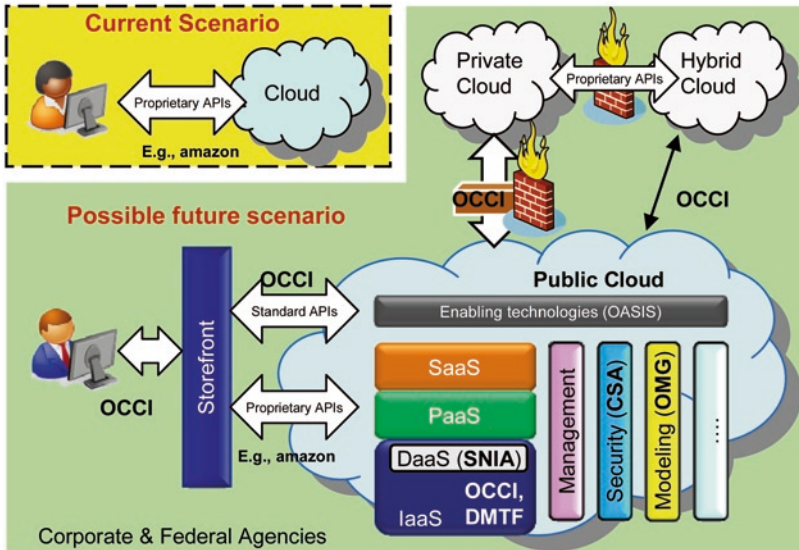 Current Scenario
Proprietary APIs
Cloud
E.g., amazon
Private
Cloud
Proprietary APIs
Hybrid
Cloud
OCCI
OCCI
Possible future scenario
OCCI
Storefront
OCCI
Standard APIs
Proprietary APIs
E.g., amazon
Public Cloud
Enabling technologies (OASIS)
SaaS
PaaS
DaaS (SNIA)
IaaS
OCCI,
DMTF
Management
Security (CSA)
Modeling (OMG)
....
Corporate & Federal Agencies